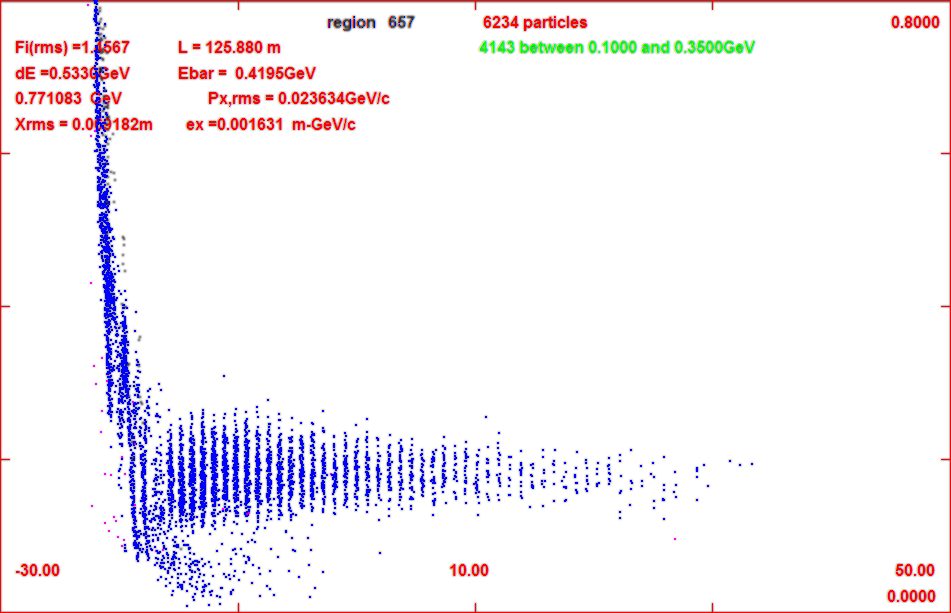 region 657 6234 particles 0.8000
Fi(rms) = L = 125.880 m 4143 between 0.1000 and 0.3500GeV
dE =0.5330GeV Ebar = 0.4195GeV
0.771083 GeV Px,rms = 0.023634GeV/c
Xrms = ex =0.001631 m-GeV/c
-30.00 10.00 50.00
0.0000